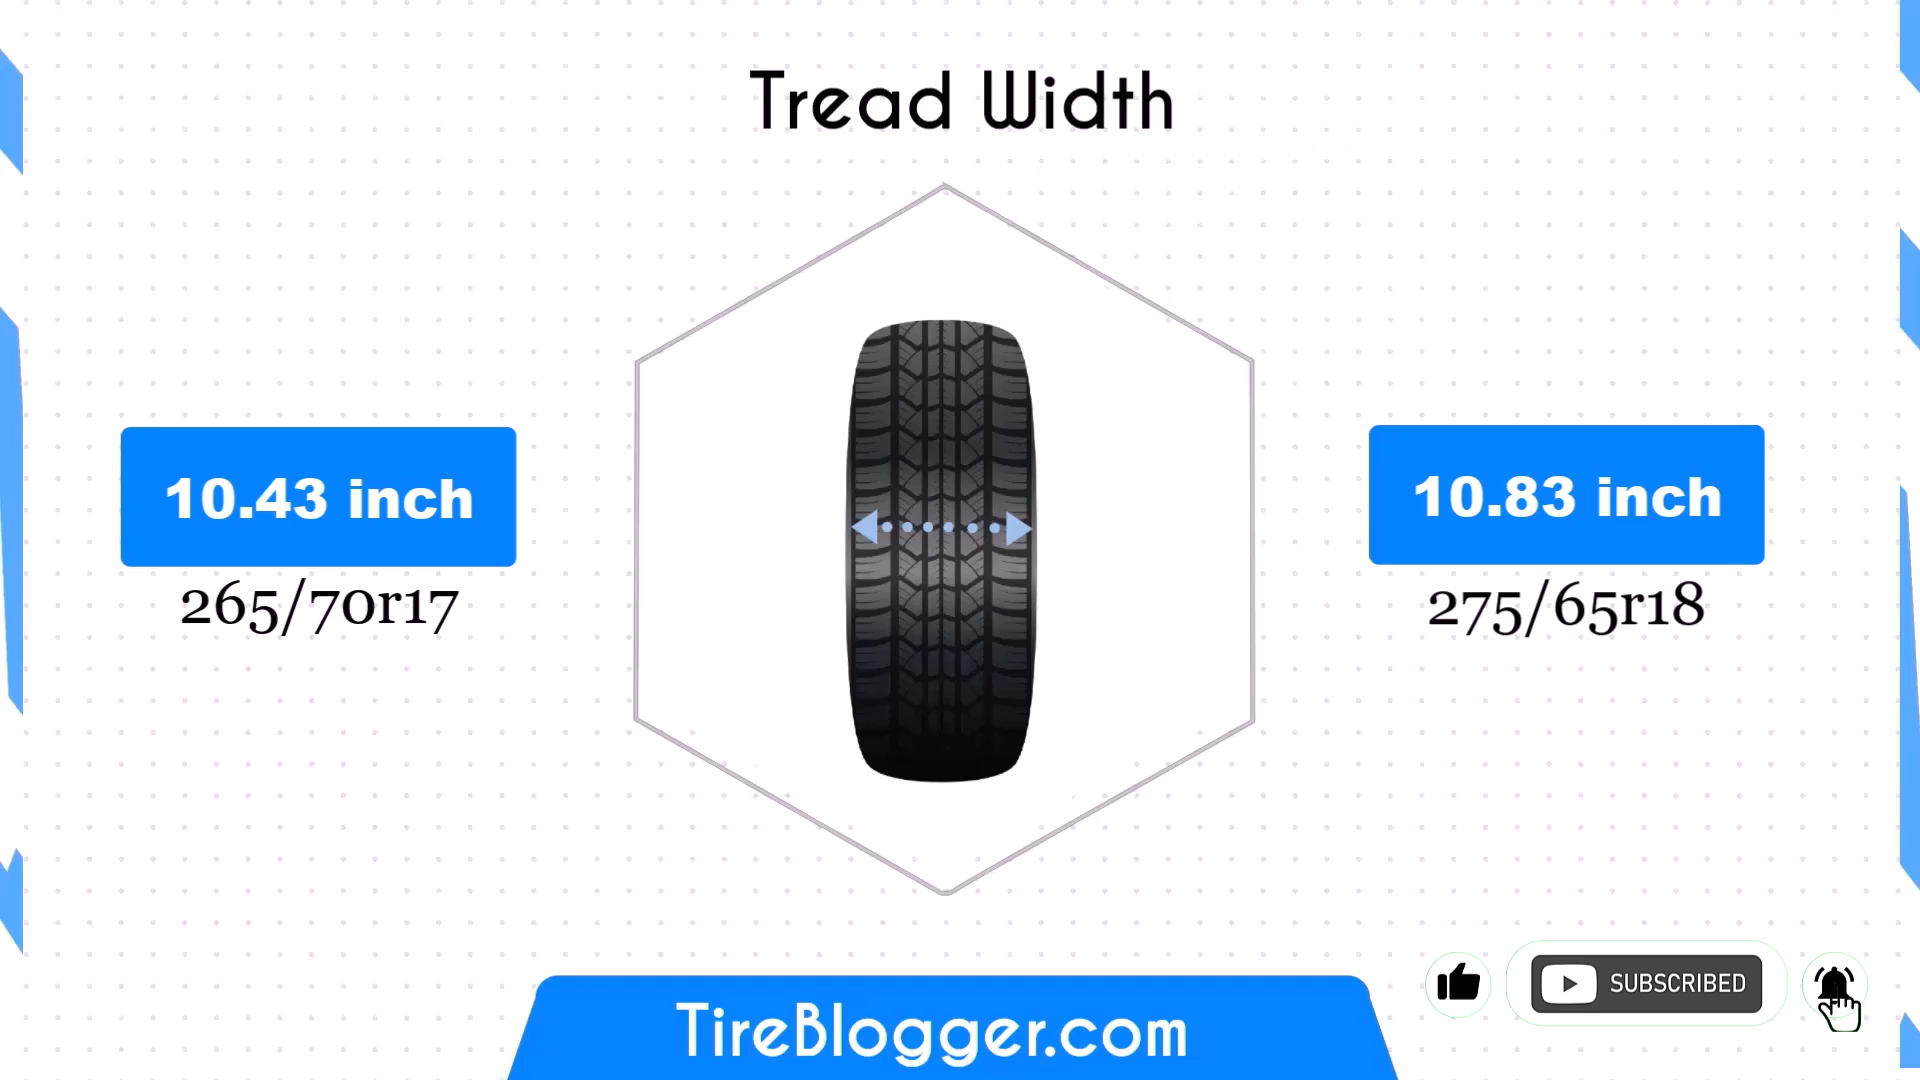 Tread Width
10.43 inch
265/70r17
10.83 inch
275/65r18
SUBSCRIBED
TireBlogger.com